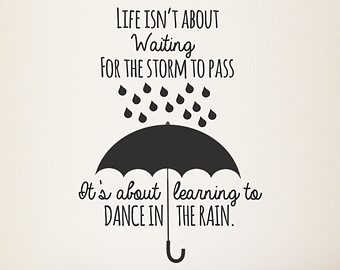 LIFE ISN'T ABOUT
Waiting
FOR THE STORM TO PASS
It's about learning to
DANCE IN THE RAIN.